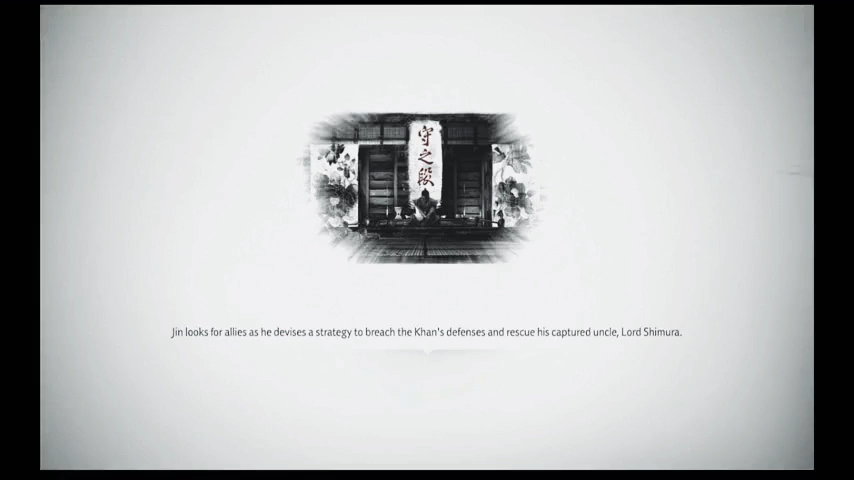 守之段
Jin looks for allies as he devises a strategy to breach the Khan's defenses and rescue his captured uncle, Lord Shimura.